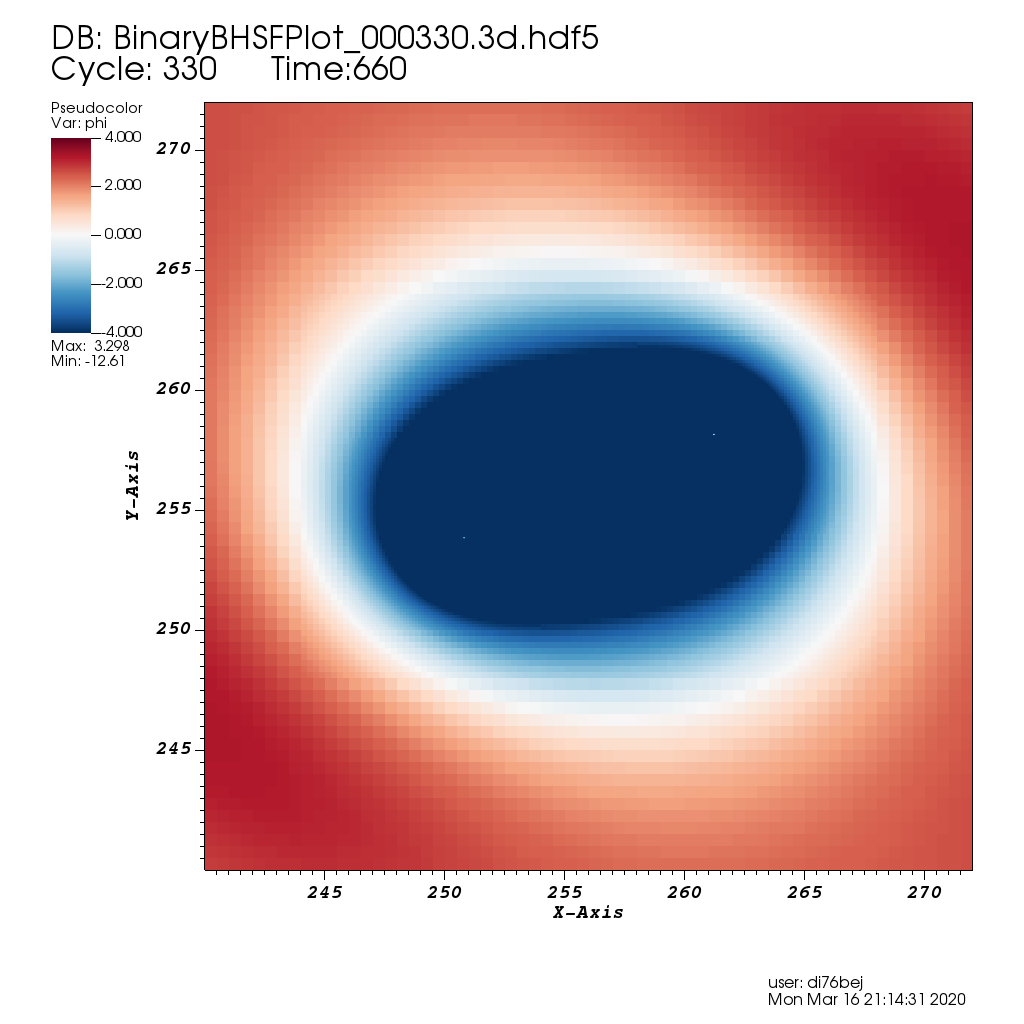 DB: BinaryBHSFPlot_000330.3d.hdf5
Cycle: 330 Time:660
Pseudocolor
Var: phi
4.000
2.000
0.000
-2.000
-4.000
Max: 3.298
Min: -12.61
270
265
260
255
250
245
Y-Axis
245 250 255 260 265 270
X-Axis
user: di76bej
Mon Mar 16 21:14:31 2020